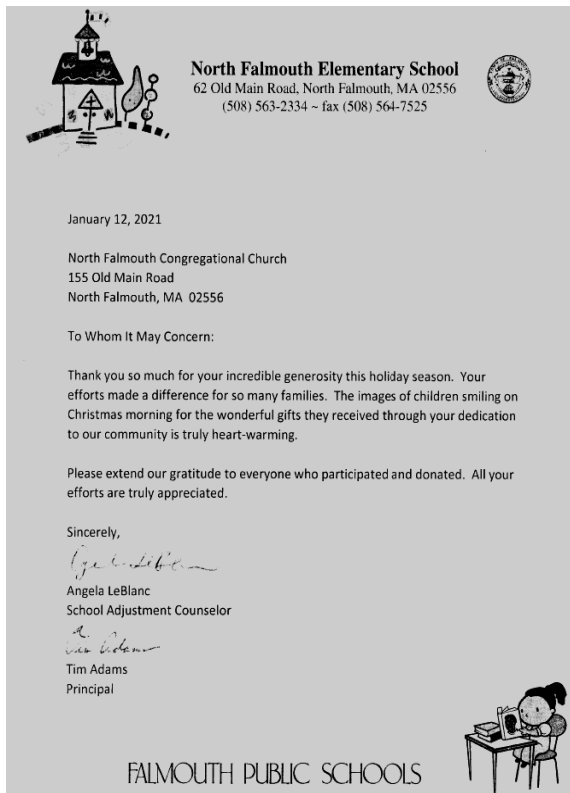 North Falmouth Elementary School
62 Old Main Road, North Falmouth, MA 02556
(508) 563-2334 ~ fax (508) 564-7525
January 12, 2021
North Falmouth Congregational Church
155 Old Main Road
North Falmouth, MA  02556
To Whom It May Concern:
Thank you so much for your incredible generosity this holiday season.  Your
efforts made a difference for so many families.  The images of children smiling on
Christmas morning for the wonderful gifts they received through your dedication
to our community is truly heart-warming.
Please extend our gratitude to everyone who participated and donated.  All your
efforts are truly appreciated.
Sincerely,
Angela LeBlanc
School Adjustment Counselor
Tim Adams
Principal
FALMOUTH PUBLIC SCHOOLS